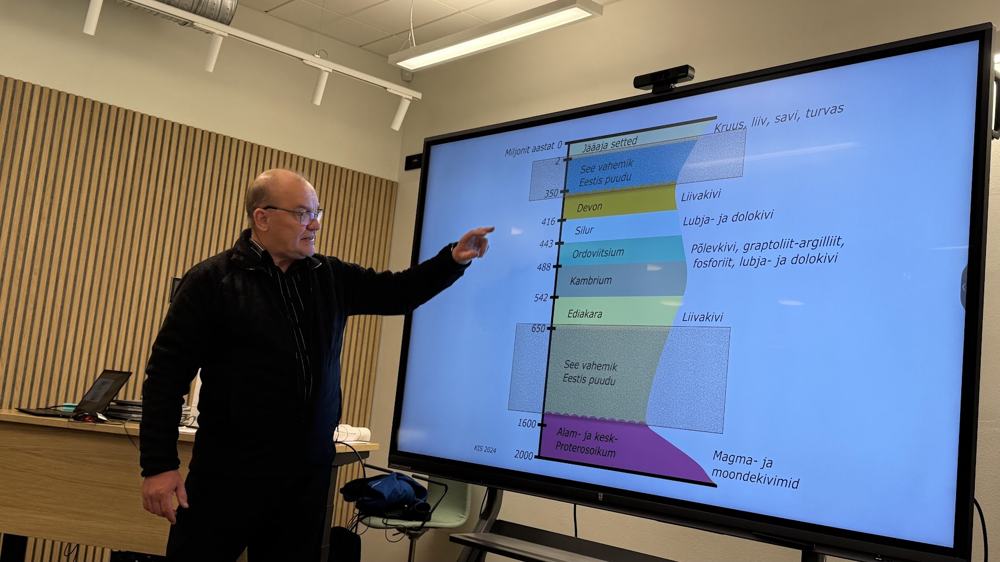 Kruus, liiv, savi, turvas
Miljonit aastat 0
Jääaja setted
2
See vahemik
Eestis puudu
350
Liivakivi
Devon
416
Lubja- ja dolokivi
Silur
443
Põlevkivi, graptoliit-argilliit,
fosforiit, lubja- ja dolokivi
Ordoviitsium
488
Kambrium
542
Ediakara
Liivakivi
650
See vahemik
Eestis puudu
1600
Alam- ja kesk-
Proterosoikum
KIS 2024
2000
Magma- ja
moondekivimid